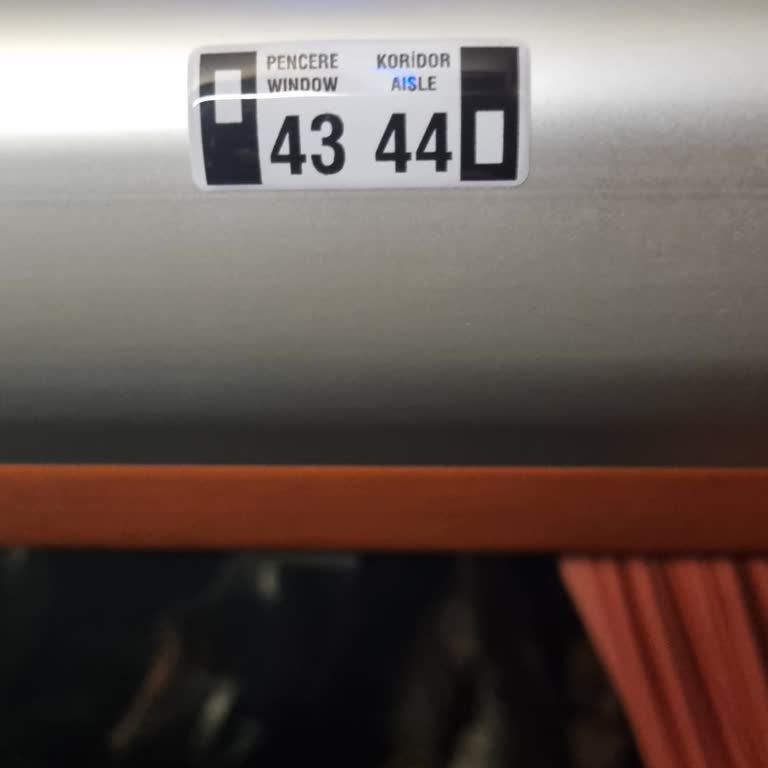 PENCERE KORİDOR
WINDOW AISLE
43 44